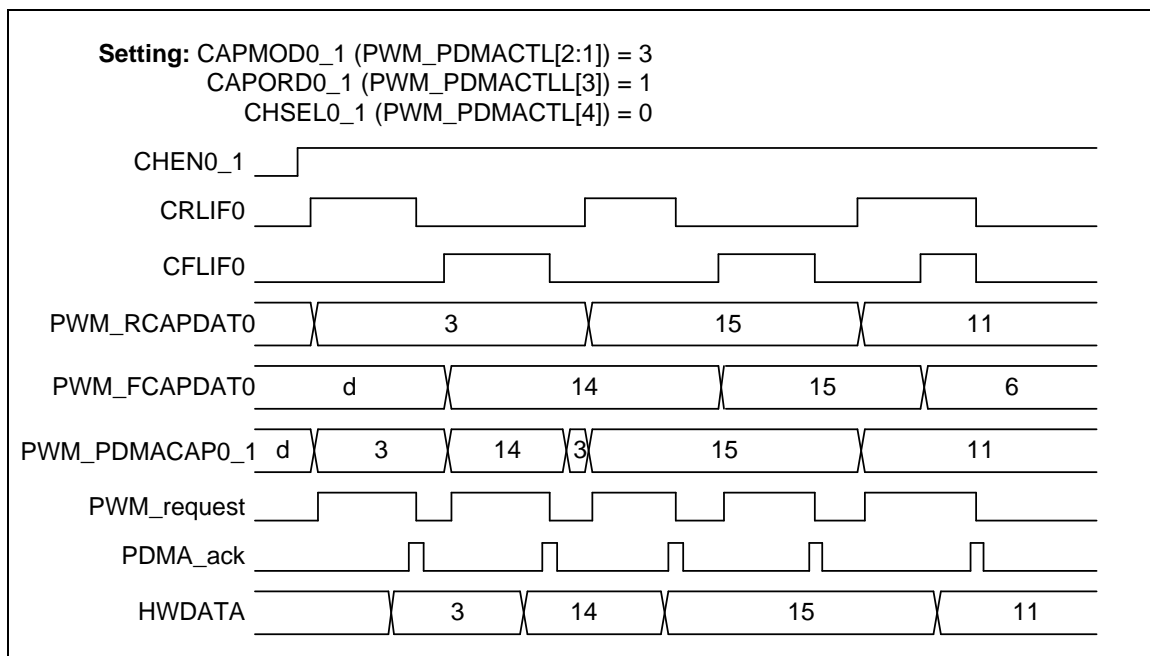 Setting: CAPMOD0_1 (PWM_PDMACTL[2:1]) = 3
CAPORD0_1 (PWM_PDMACTLL[3]) = 1
CHSEL0_1 (PWM_PDMACTL[4]) = 0
CHEN0_1
CRLIF0
CFLIF0
PWM_RCAPDAT0 3 15 11
PWM_FCAPDAT0 d 14 15 6
PWM_PDMACAP0_1 d 3 14 3 15 11
PWM_request
PDMA_ack
HWDATA 3 14 15 11